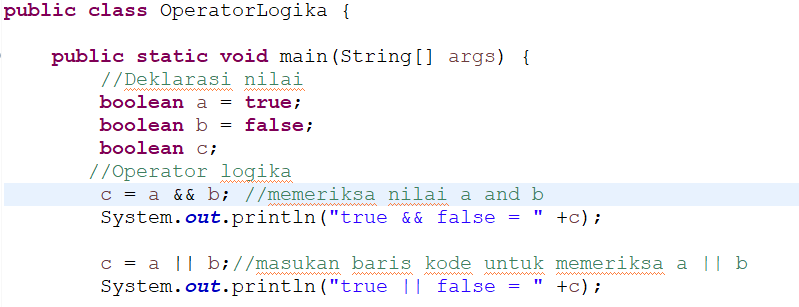 public class OperatorLogika {
public static void main(String[] args) {
//Deklarasi nilai
boolean a = true;
boolean b = false;
boolean c;
//Operator logika
c = a && b; //memeriksa nilai a and b
System.out.println("true && false = " +c);
c = a || b;//masukan baris kode untuk memeriksa a || b
System.out.println("true || false = " +c);